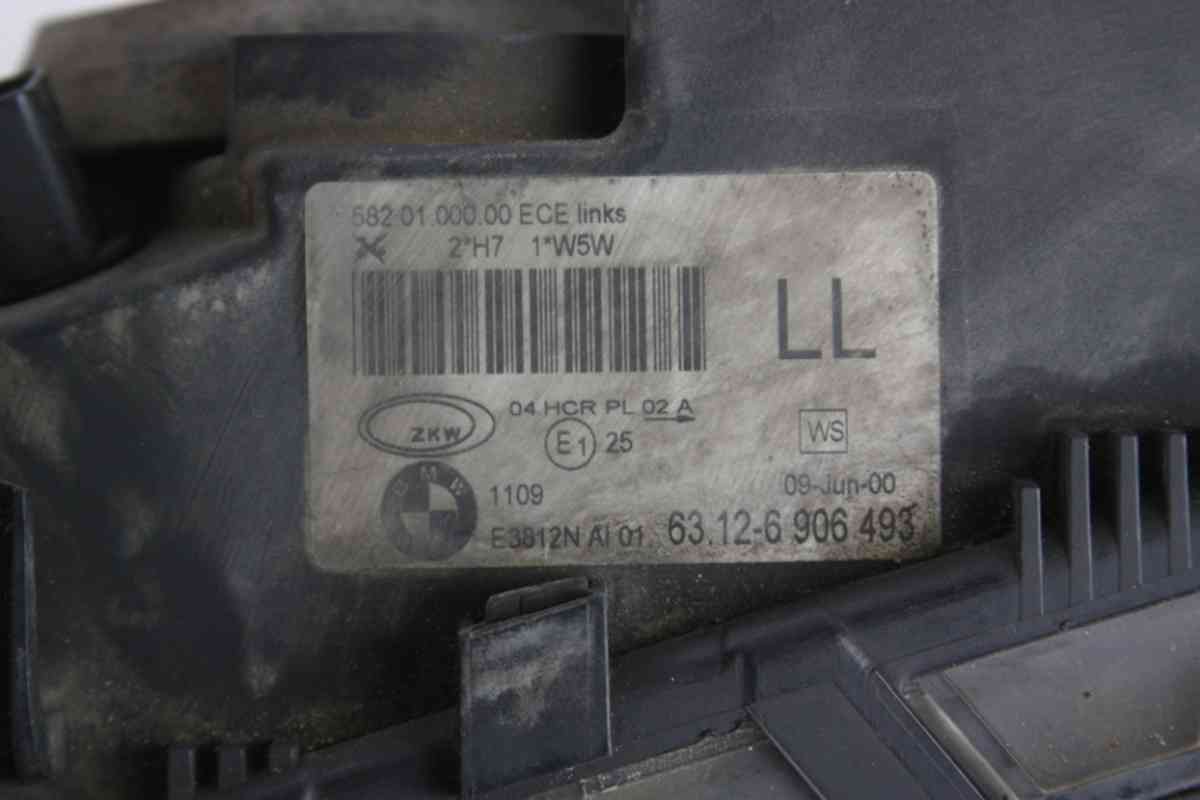 582 01.000.00 ECE links
2*H7 1*W5W
LL
04 HCR PL 02 A
ZKW
E1 25
WS
BMW
1109
09-Jun-00
E3812N AI 01 63.12-6 906 493